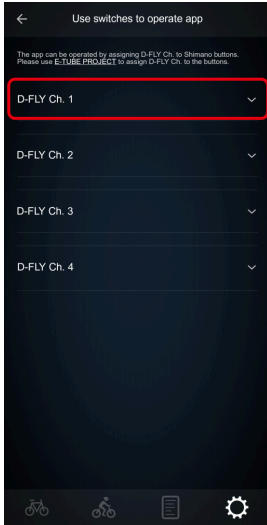 Use switches to operate app
The app can be operated by assigning D-FLY Ch. to Shimano buttons.
Please use E-TUBE PROJECT to assign D-FLY Ch. to the buttons.
D-FLY Ch. 1
D-FLY Ch. 2
D-FLY Ch. 3
D-FLY Ch. 4